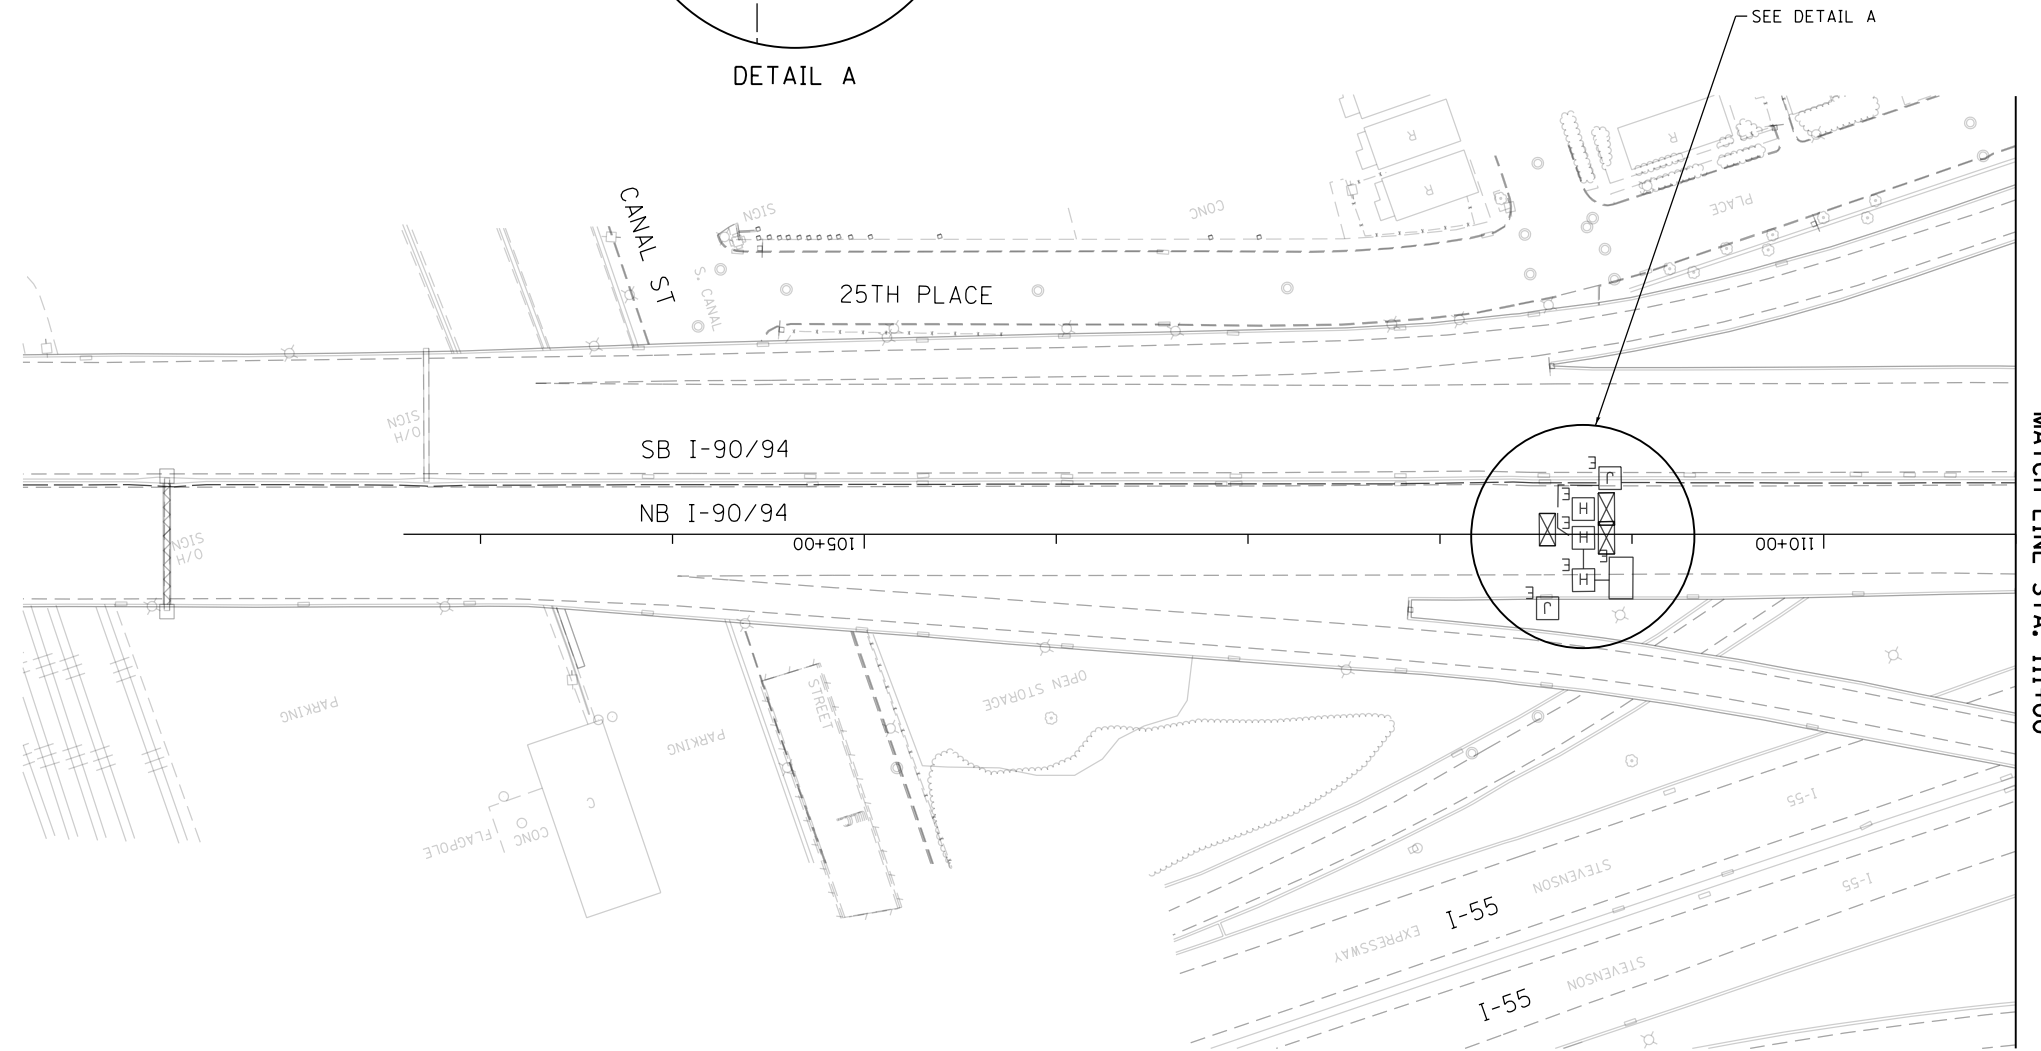 SEE DETAIL A
DETAIL A
R
R
R
PLACE
CONC
SIGN
CANAL ST
S. CANAL
25TH PLACE
O/H
SIGN
SB I-90/94
NB I-90/94
O/H
SIGN
105+00
110+00
E
J
E
H
E
H
E
E
H
E
J
MATCH LINE STA. 111+00
PARKING
PARKING
STREET
OPEN STORAGE
C
CONC
FLAGPOLE
I-55
STEVENSON
I-55
I-55
EXPRESSWAY
STEVENSON
I-55